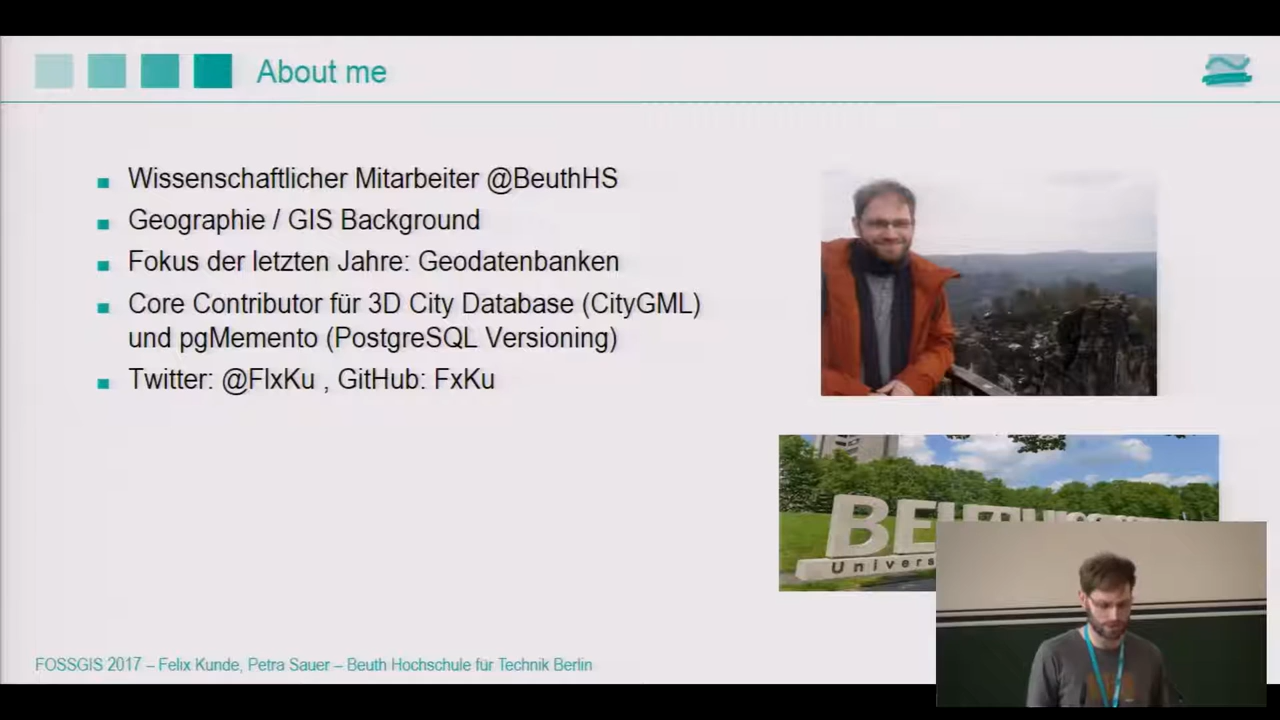 About me
Wissenschaftlicher Mitarbeiter @BeuthHS
Geographie / GIS Background
Fokus der letzten Jahre: Geodatenbanken
Core Contributor für 3D City Database (CityGML)
und pgMemento (PostgreSQL Versioning)
Twitter: @FlxKu , GitHub: FxKu
FOSSGIS 2017 – Felix Kunde, Petra Sauer – Beuth Hochschule für Technik Berlin